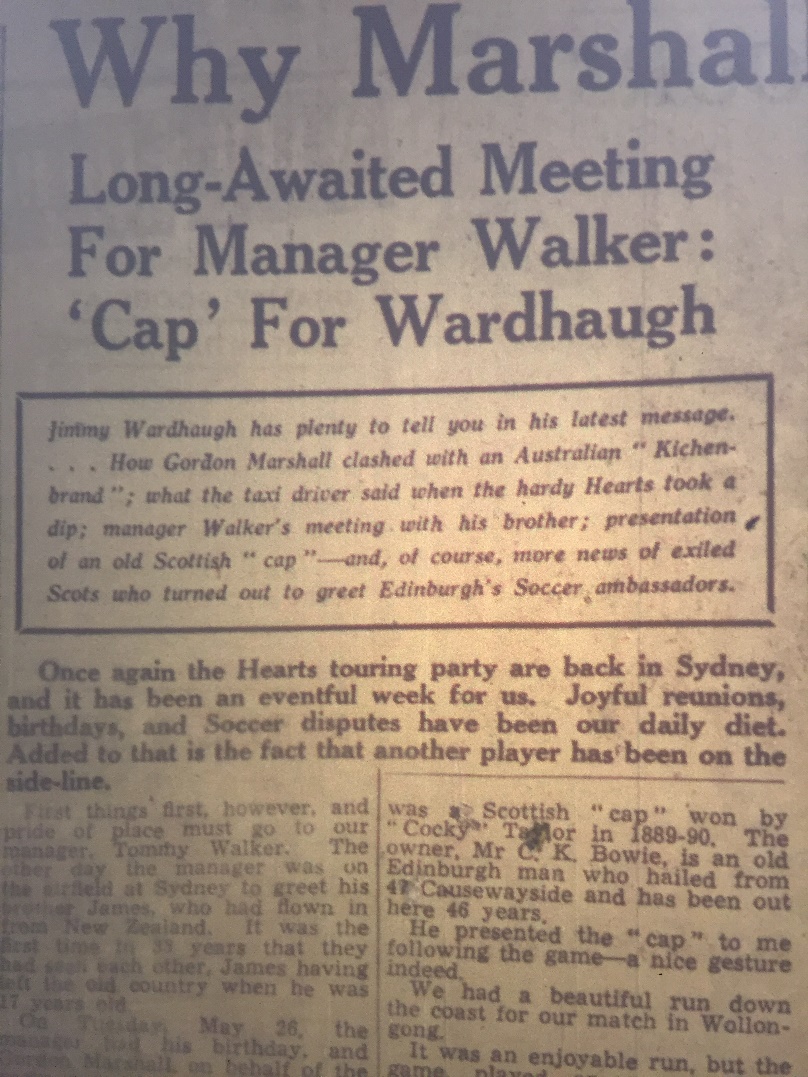 Why Marshal
Long-Awaited Meeting
For Manager Walker:
‘Cap’ For Wardhaugh
Jimmy Wardhaugh has plenty to tell you in his latest message.
. . . How Gordon Marshall clashed with an Australian “ Kichen-
brand ”; what the taxi driver said when the hardy Hearts took a
dip; manager Walker's meeting with his brother; presentation
of an old Scottish “ cap ”—and, of course, more news of exiled
Scots who turned out to greet Edinburgh's Soccer ambassadors.
Once again the Hearts touring party are back in Sydney,
and it has been an eventful week for us. Joyful reunions,
birthdays, and Soccer disputes have been our daily diet.
Added to that is the fact that another player has been on the
side-line.
First things first, however, and
pride of place must go to our
manager, Tommy Walker. The
other day the manager was on
the airfield at Sydney to greet his
brother James, who had flown in
from New Zealand. It was the
first time in 33 years that they
had seen each other, James having
left the old country when he was
17 years old.
On Tuesday, May 26, the
manager had his birthday, and
Gordon Marshall, on behalf of the
was a Scottish “cap” won by
“Cocky” Taylor in 1889-90. The
owner, Mr C. K. Bowie, is an old
Edinburgh man who hailed from
47 Causewayside and has been out
here 46 years.
He presented the “cap” to me
following the game—a nice gesture
indeed.
We had a beautiful run down
the coast for our match in Wollon-
gong.
It was an enjoyable run, but the
game, played